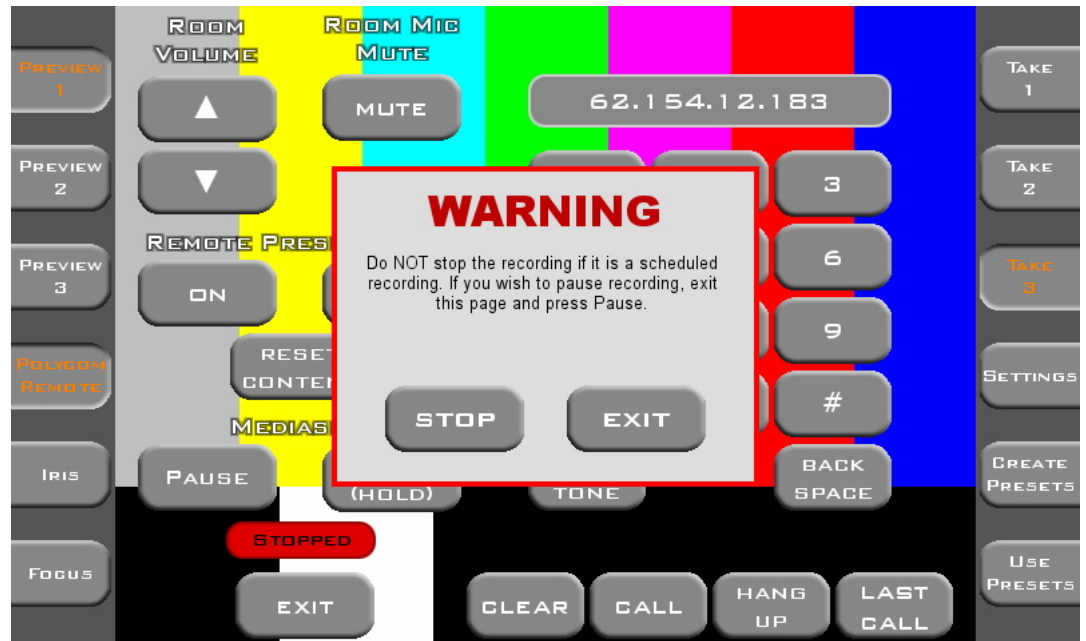 PREVIEW
1
PREVIEW
2
PREVIEW
3
POLYCOM
REMOTE
IRIS
FOCUS
ROOM
VOLUME
ROOM MIC
MUTE
MUTE
62.154.12.183
3
REMOTE
6
ON
9
#
PAUSE
(HOLD)
TONE
BACK
SPACE
WARNING
Do NOT stop the recording if it is a scheduled
recording. If you wish to pause recording, exit
this page and press Pause.
STOP
EXIT
STOPPED
EXIT
CLEAR
CALL
HANG
UP
LAST
CALL
TAKE
1
TAKE
2
TAKE
3
SETTINGS
CREATE
PRESETS
USE
PRESETS